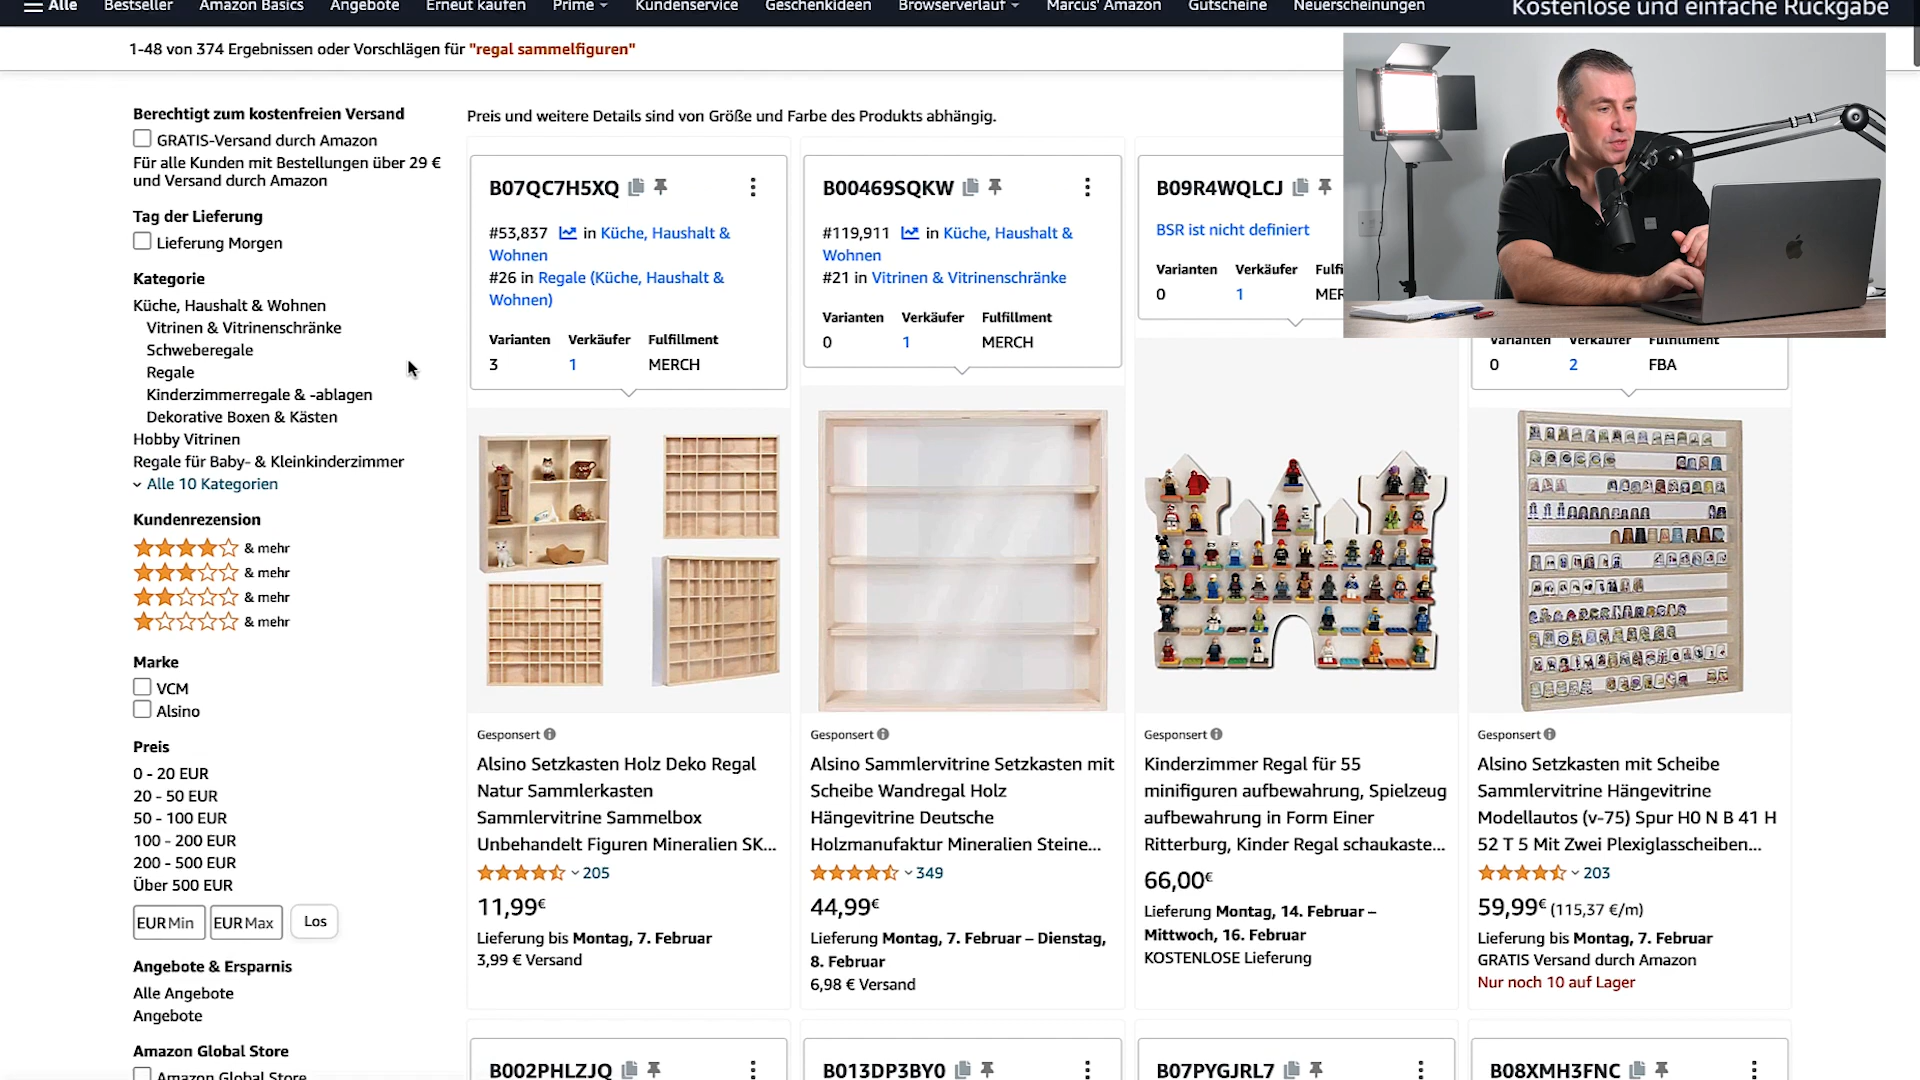 Alle Bestseller Amazon Basics Angebote Erneut kaufen Prime Kundenservice Geschenkideen Browserverlauf Marcus' Amazon Gutscheine Neuerscheinungen Kostenlose und einfache Rückgabe
1-48 von 374 Ergebnissen oder Vorschlägen für "regal sammelfiguren"
Berechtigt zum kostenfreien Versand
GRATIS-Versand durch Amazon
Für alle Kunden mit Bestellungen über 29 €
und Versand durch Amazon
Tag der Lieferung
Lieferung Morgen
Kategorie
Küche, Haushalt & Wohnen
Vitrinen & Vitrinenschränke
Schweberegale
Regale
Kinderzimmerregale & -ablagen
Dekorative Boxen & Kästen
Hobby Vitrinen
Regale für Baby- & Kleinkinderzimmer
Alle 10 Kategorien
Kundenrezension
& mehr
& mehr
& mehr
& mehr
Marke
VCM
Alsino
Preis
0 - 20 EUR
20 - 50 EUR
50 - 100 EUR
100 - 200 EUR
200 - 500 EUR
Über 500 EUR
EUR Min EUR Max Los
Angebote & Ersparnis
Alle Angebote
Angebote
Amazon Global Store
Amazon Global Store
Preis und weitere Details sind von Größe und Farbe des Produkts abhängig.
B07QC7H5XQ
#53,837 in Küche, Haushalt &
Wohnen
#26 in Regale (Küche, Haushalt &
Wohnen)
Varianten Verkäufer Fulfillment
3 1 MERCH
Gesponsert
Alsino Setzkasten Holz Deko Regal
Natur Sammlerkasten
Sammlervitrine Sammelbox
Unbehandelt Figuren Mineralien SK...
205
11,99€
Lieferung bis Montag, 7. Februar
3,99 € Versand
B00469SQKW
#119,911 in Küche, Haushalt &
Wohnen
#21 in Vitrinen & Vitrinenschränke
Varianten Verkäufer Fulfillment
0 1 MERCH
Gesponsert
Alsino Sammlervitrine Setzkasten mit
Scheibe Wandregal Holz
Hängevitrine Deutsche
Holzmanufaktur Mineralien Steine...
349
44,99€
Lieferung Montag, 7. Februar – Dienstag,
8. Februar
6,98 € Versand
B09R4WQLCJ
BSR ist nicht definiert
Varianten Verkäufer Fulfi
0 1 MER
Gesponsert
Kinderzimmer Regal für 55
minifiguren aufbewahrung, Spielzeug
aufbewahrung in Form Einer
Ritterburg, Kinder Regal schaukaste...
66,00€
Lieferung Montag, 14. Februar –
Mittwoch, 16. Februar
KOSTENLOSE Lieferung
Varianten Verkäufer Fulfillment
0 2 FBA
Gesponsert
Alsino Setzkasten mit Scheibe
Sammlervitrine Hängevitrine
Modellautos (v-75) Spur H0 N B 41 H
52 T 5 Mit Zwei Plexiglasscheiben...
203
59,99€ (115,37 €/m)
Lieferung bis Montag, 7. Februar
GRATIS Versand durch Amazon
Nur noch 10 auf Lager
B002PHLZJQ
B013DP3BY0
B07PYGJRL7
B08XMH3FNC